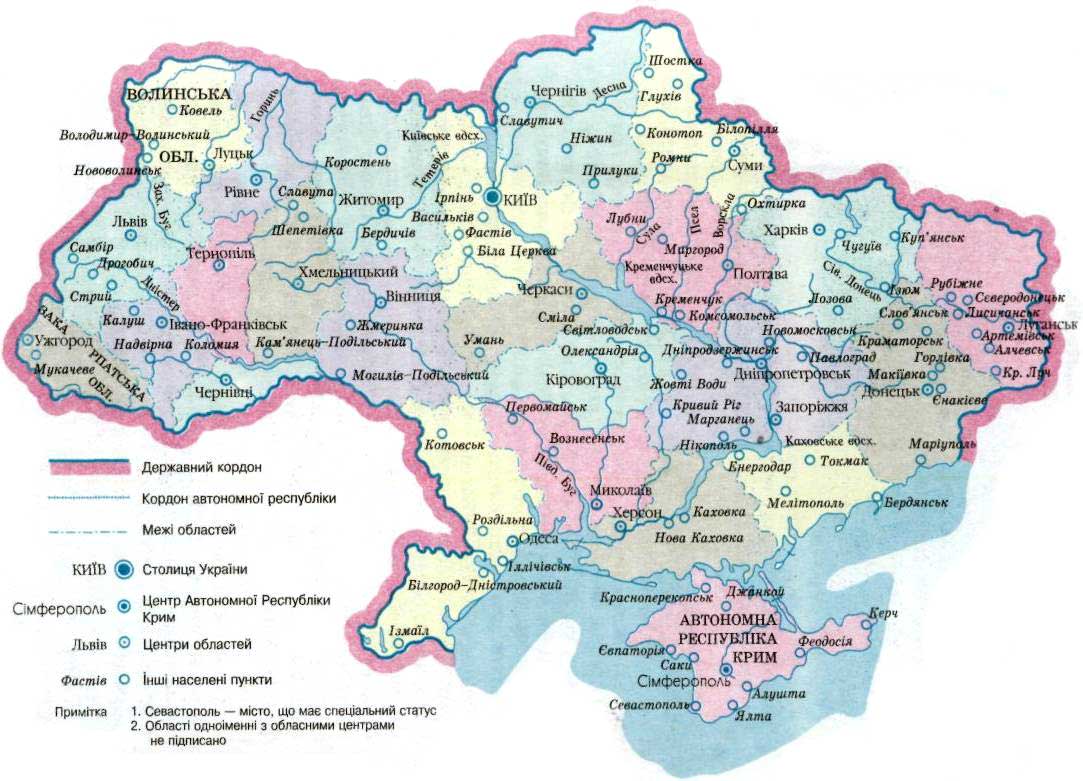 Шостка
Глухів
Чернігів
Десна
Славутич
ВОЛИНСЬКА
ОБЛ.
Ковель
Горинь
Володимир–Волинський
Нововолинськ
Луцьк
Рівне
Коростень
Київське вдсх.
Тетерів
Ніжин
Прилуки
Конотоп
Білопілля
Ромни
Суми
Зах. Буг
Славута
Шепетівка
Житомир
Бердичів
Ірпінь
КИЇВ
Васильків
Фастів
Біла Церква
Лубни
Сула
Псел
Ворскла
Миргород
Охтирка
Харків
Чугуїв
Куп'янськ
Львів
Самбір
Дрогобич
Стрий
Дністер
Тернопіль
Хмельницький
Вінниця
Жмеринка
Черкаси
Сміла
Умань
Кременчуцьке
вдсх.
Полтава
Кременчук
Комсомольськ
Світловодськ
Сів. Донець
Ізюм
Лозова
Рубіжне
Сєверодонецьк
Лисичанськ
Луганськ
Слов'янськ
Артемівськ
Алчевськ
Краматорськ
Горлівка
Кр. Луч
Макіївка
Донецьк
Єнакієве
Маріуполь
ЗАКА
РПАТСЬКА
ОБЛ.
Ужгород
Мукачеве
Калуш
Івано-Франківськ
Надвірна
Коломия
Чернівці
Кам'янець–Подільський
Могилів–Подільський
Олександрія
Кіровоград
Дніпродзержинськ
Новомосковськ
Павлоград
Дніпропетровськ
Жовті Води
Кривий Ріг
Марганець
Нікополь
Запоріжжя
Каховське восх.
Енергодар
Токмак
Мелітополь
Бердянськ
Первомайськ
Вознесенськ
Півд. Буг
Котовськ
Миколаїв
Херсон
Каховка
Нова Каховка
Роздільна
Одеса
Іллічівськ
Білгород–Дністровський
Ізмаїл
Красноперекопськ
Джанкой
АВТОНОМНА
РЕСПУБЛІКА
КРИМ
Керч
Феодосія
Євпаторія
Саки
Сімферополь
Алушта
Севастополь
Ялта
Державний кордон
Кордон автономної республіки
Межі областей
КИЇВ Столиця України
Сімферополь Центр Автономної Республіки
Крим
Львів Центри областей
Фастів Інші населені пункти
Примітка 1. Севастополь — місто, що має спеціальний статус
2. Області одноіменні з обласними центрами
не підписано